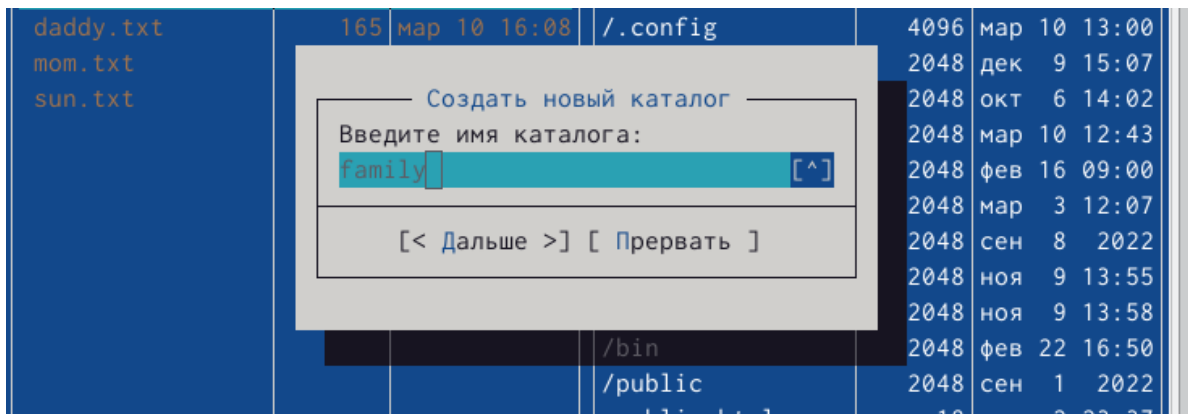 daddy.txt 165 мар 10 16:08 /.config 4096 мар 10 13:00
mom.txt 2048 дек 9 15:07
sun.txt 2048 окт 6 14:02
Создать новый каталог
Введите имя каталога: 2048 мар 10 12:43
family [^] 2048 фев 16 09:00
2048 мар 3 12:07
[< Дальше >] [ Прервать ] 2048 сен 8 2022
2048 ноя 9 13:55
2048 ноя 9 13:58
/bin 2048 фев 22 16:50
/public 2048 сен 1 2022